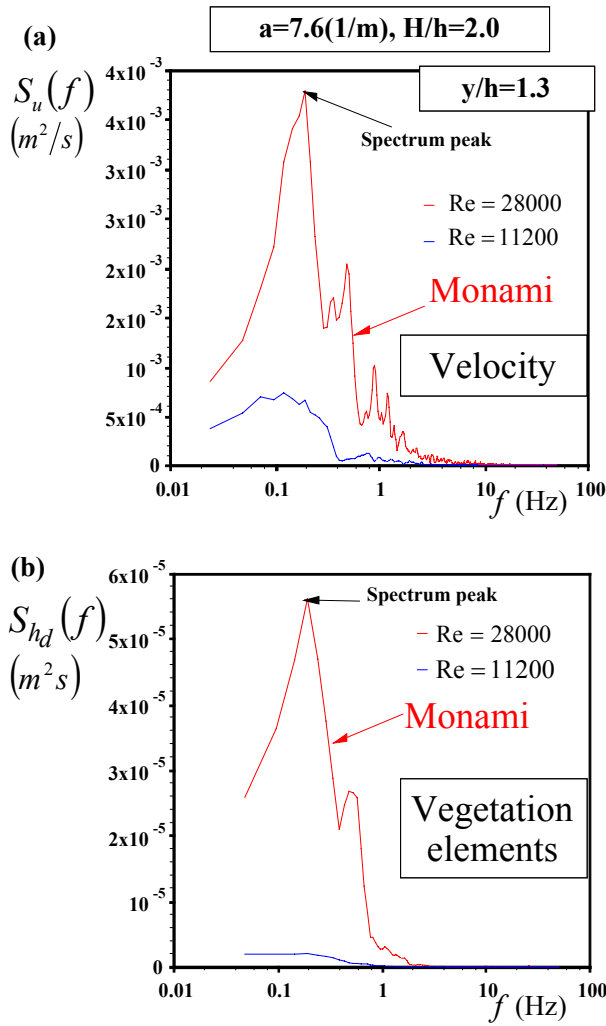 a=7.6(1/m), H/h=2.0
(a)
S_u(f)
(m²/s)
y/h=1.3
4x10⁻³
4x10⁻³
3x10⁻³
3x10⁻³
2x10⁻³
2x10⁻³
10⁻³
5x10⁻⁴
0
Spectrum peak
Re = 28000
Re = 11200
Monami
Velocity
0.01 0.1 1 10 100
f (Hz)
(b)
S_{h_d}(f)
(m²s)
6x10⁻⁵
5x10⁻⁵
4x10⁻⁵
3x10⁻⁵
2x10⁻⁵
10⁻⁵
0
Spectrum peak
Re = 28000
Re = 11200
Monami
Vegetation
elements
0.01 0.1 1 10 100
f (Hz)